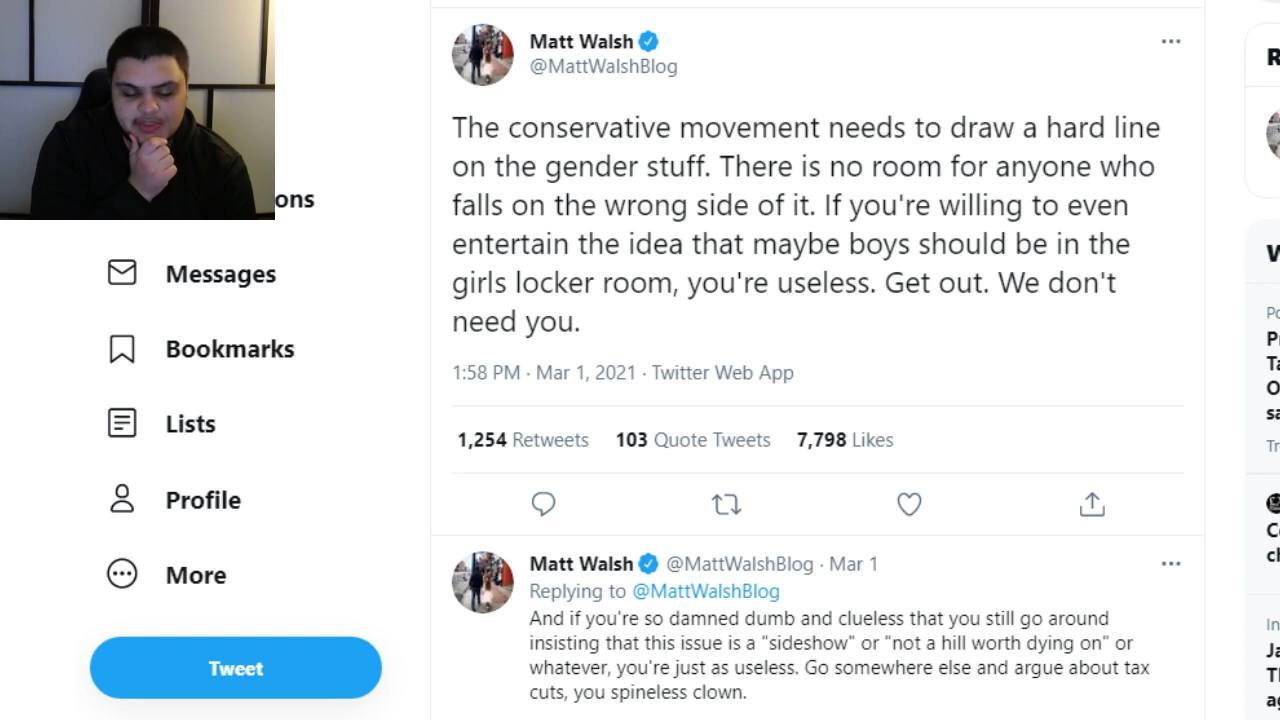 ons
Messages
Bookmarks
Lists
Profile
More
Tweet
Matt Walsh
@MattWalshBlog
The conservative movement needs to draw a hard line
on the gender stuff. There is no room for anyone who
falls on the wrong side of it. If you're willing to even
entertain the idea that maybe boys should be in the
girls locker room, you're useless. Get out. We don't
need you.
1:58 PM · Mar 1, 2021 · Twitter Web App
1,254 Retweets 103 Quote Tweets 7,798 Likes
Matt Walsh @MattWalshBlog · Mar 1
Replying to @MattWalshBlog
And if you're so damned dumb and clueless that you still go around
insisting that this issue is a "sideshow" or "not a hill worth dying on" or
whatever, you're just as useless. Go somewhere else and argue about tax
cuts, you spineless clown.